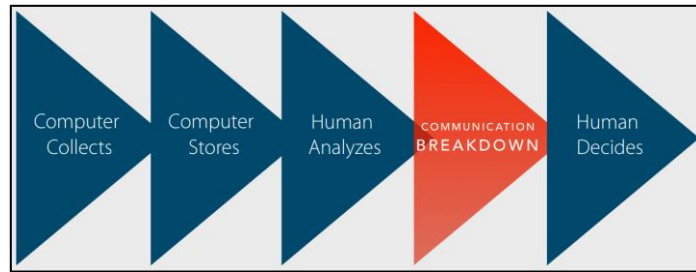 Computer
Collects
Computer
Stores
Human
Analyzes
COMMUNICATION
BREAKDOWN
Human
Decides